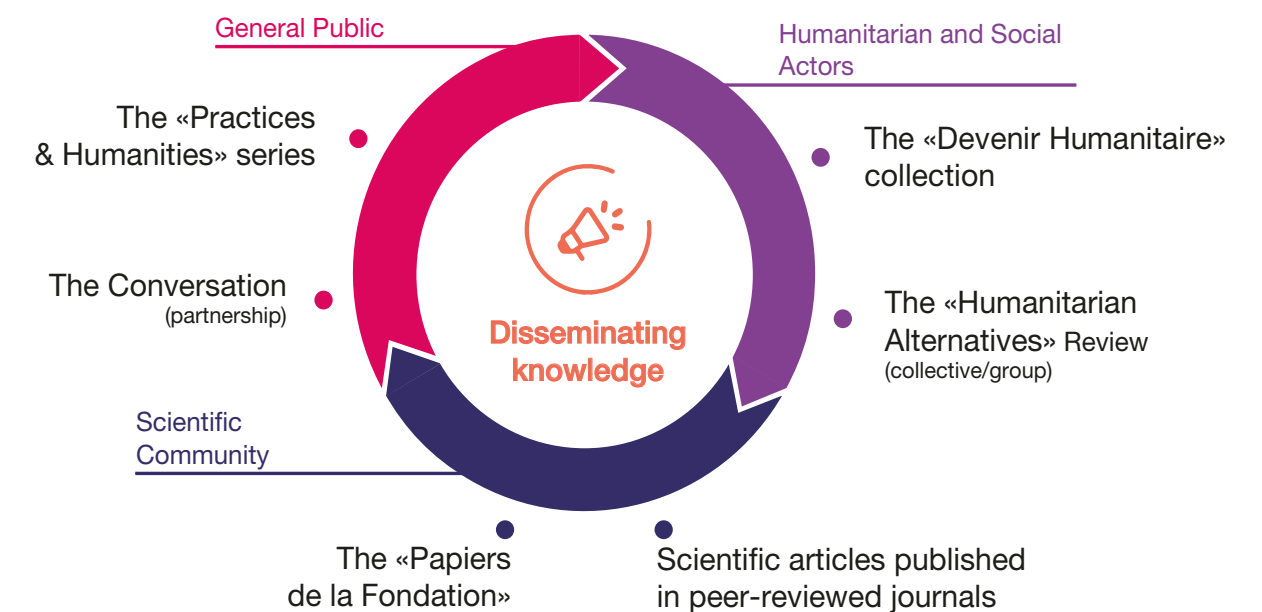 General Public
Humanitarian and Social
Actors
The «Practices
& Humanities» series
The «Devenir Humanitaire»
collection
The Conversation
(partnership)
Disseminating
knowledge
The «Humanitarian
Alternatives» Review
(collective/group)
Scientific
Community
The «Papiers
de la Fondation»
Scientific articles published
in peer-reviewed journals